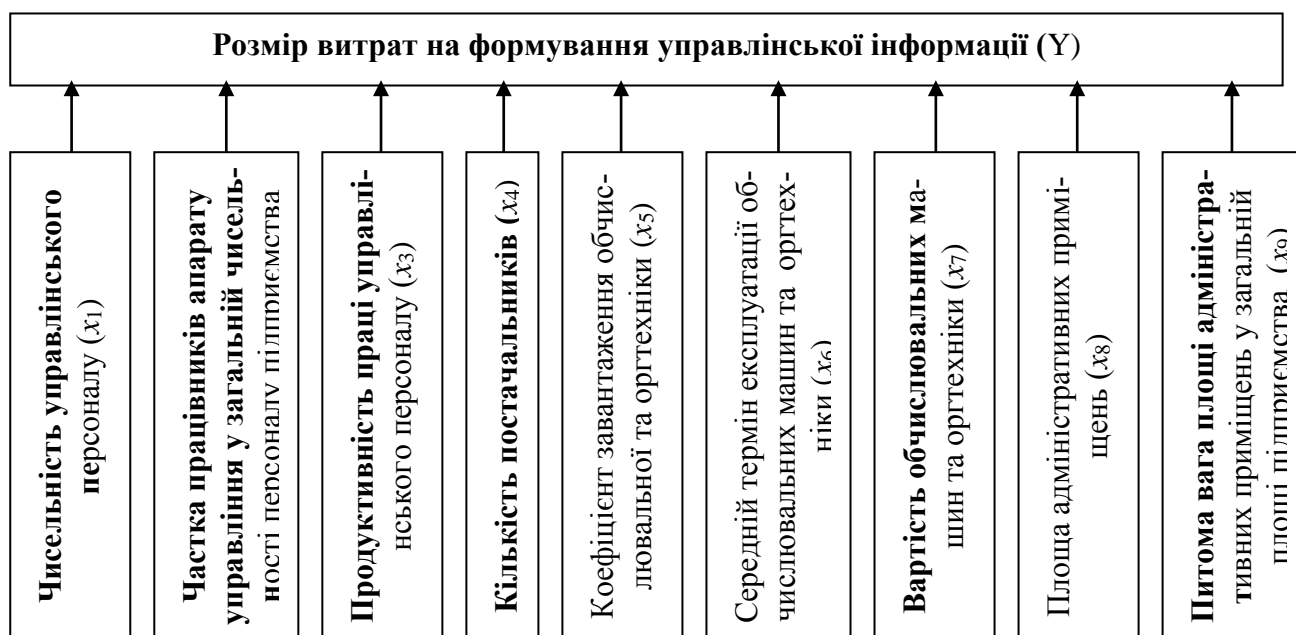 Розмір витрат на формування управлінської інформації (Y)
Чисельність управлінського
персоналу (x1)
Частка працівників апарату
управління у загальній чисель-
ності персоналу підприємства
Продуктивність праці управлі-
нського персоналу (x3)
Кількість постачальників (x4)
Коефіцієнт завантаження обчис-
лювальної та оргтехніки (x5)
Середній термін експлуатації об-
числювальних машин та оргтех-
ніки (x6)
Вартість обчислювальних ма-
шин та оргтехніки (x7)
Площа адміністративних примі-
щень (x8)
Питома вага площі адміністра-
тивних приміщень у загальній
площі підприємства (x9)